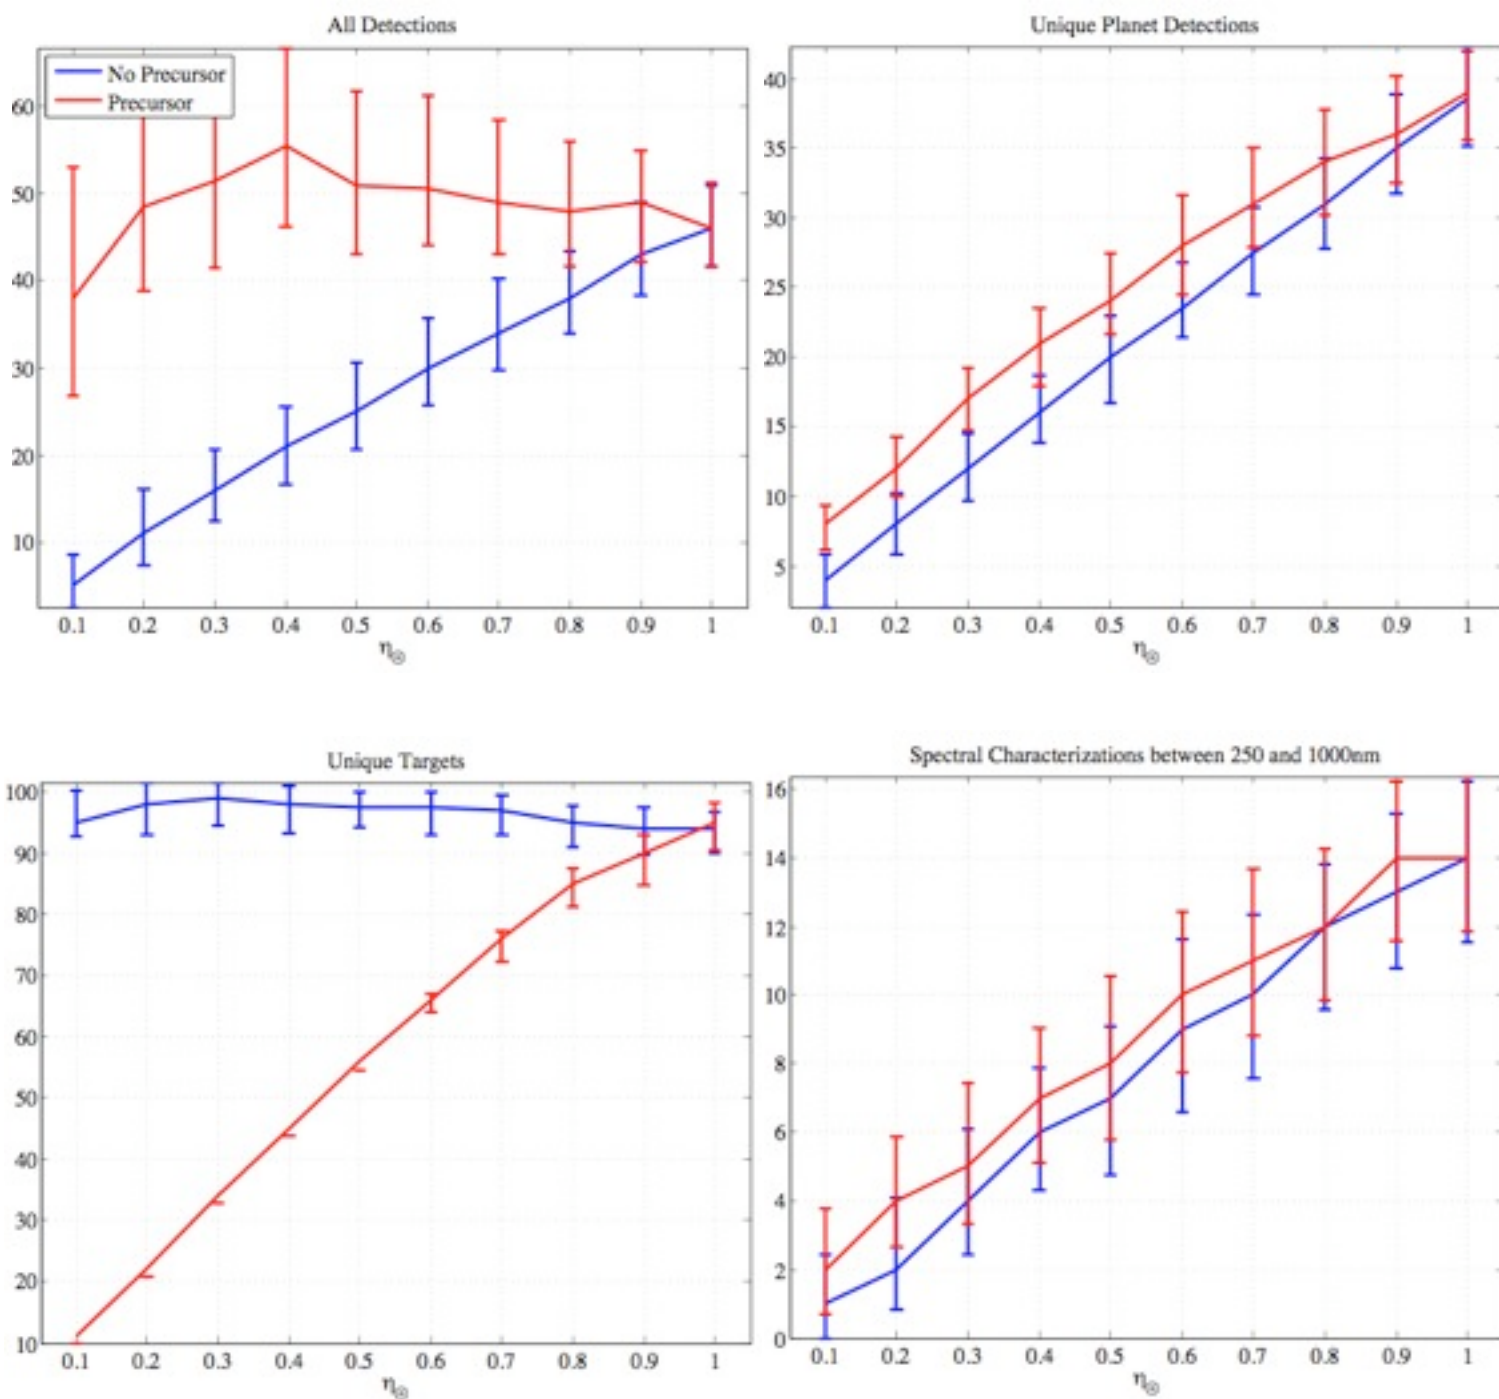 All Detections
No Precursor
Precursor
60
50
40
30
20
10
0.1 0.2 0.3 0.4 0.5 0.6 0.7 0.8 0.9 1
η⊕
Unique Planet Detections
40
35
30
25
20
15
10
5
0.1 0.2 0.3 0.4 0.5 0.6 0.7 0.8 0.9 1
η⊕
Unique Targets
100
90
80
70
60
50
40
30
20
10
0.1 0.2 0.3 0.4 0.5 0.6 0.7 0.8 0.9 1
η⊕
Spectral Characterizations between 250 and 1000nm
16
14
12
10
8
6
4
2
0
0.1 0.2 0.3 0.4 0.5 0.6 0.7 0.8 0.9 1
η⊕